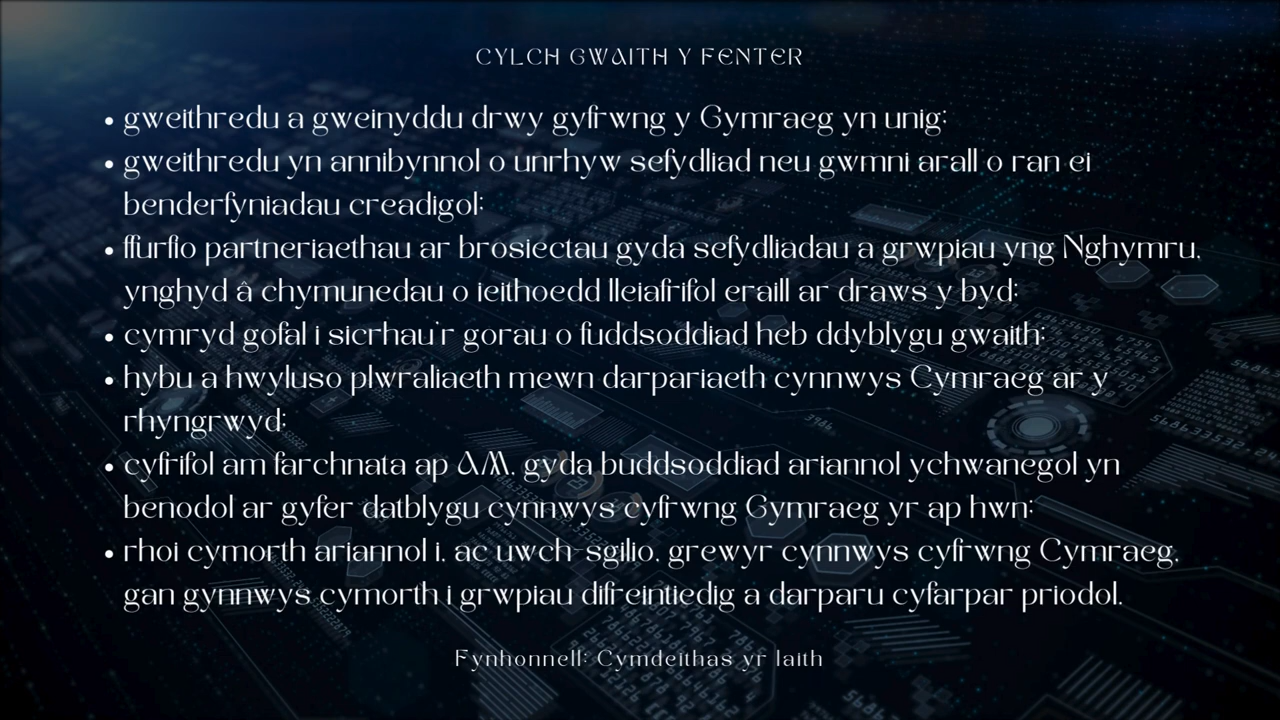 CYLCH GWAITH Y FENTER
• gweithredu a gweinyddu drwy gyfrwng y Gymraeg yn unig;
• gweithredu yn annibynnol o unrhyw sefydliad neu gwmni arall o ran ei
benderfyniadau creadigol;
• ffurfio partneriaethau ar brosiectau gyda sefydliadau a grwpiau yng Nghymru,
ynghyd â chymunedau o ieithoedd lleiafrifol eraill ar draws y byd;
• cymryd gofal i sicrhau'r gorau o fuddsoddiad heb ddyblygu gwaith;
• hybu a hwyluso plwraliaeth mewn darpariaeth cynnwys Cymraeg ar y
rhyngrwyd;
• cyfrifol am farchnata ap AM, gyda buddsoddiad ariannol ychwanegol yn
benodol ar gyfer datblygu cynnwys cyfrwng Gymraeg yr ap hwn;
• rhoi cymorth ariannol i, ac uwch-sgilio, grewyr cynnwys cyfrwng Cymraeg,
gan gynnwys cymorth i grwpiau difreintiedig a darparu cyfarpar priodol.
Fynhonnell: Cymdeithas yr Iaith